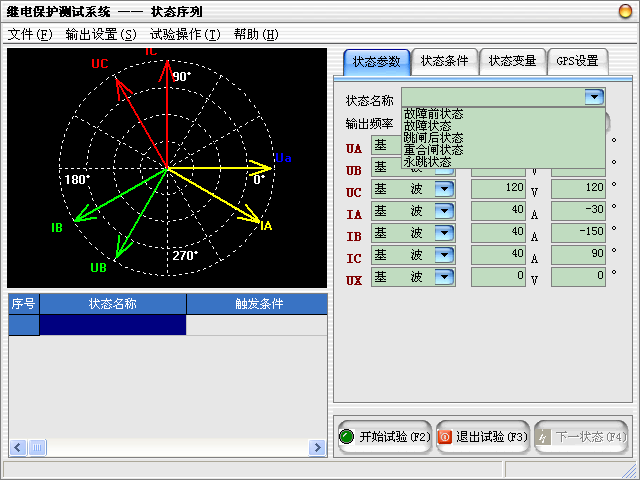 继电保护测试系统 —— 状态序列
文件(F) 输出设置(S) 试验操作(T) 帮助(H)
IC
UC
90°
Ua
180°
0°
IB
IA
UB
270°
序号 状态名称 触发条件
状态参数 状态条件 状态变量 GPS设置
状态名称
故障前状态
输出频率
故障状态
跳闸后状态
UA 基 °
重合闸状态
永跳状态
UB 基 V °
UC 基 波 120 V 120 °
IA 基 波 40 A -30 °
IB 基 波 40 A -150 °
IC 基 波 40 A 90 °
UX 基 波 0 V 0 °
开始试验(F2) 退出试验(F3) 下一状态(F4)